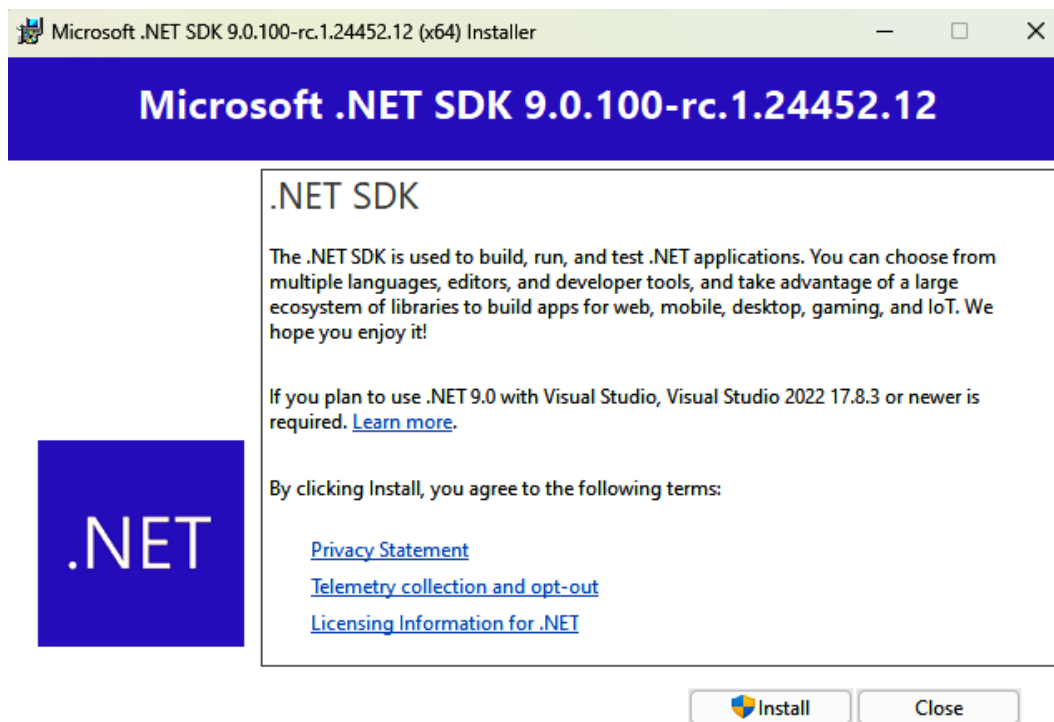 Microsoft .NET SDK 9.0.100-rc.1.24452.12 (x64) Installer
Microsoft .NET SDK 9.0.100-rc.1.24452.12
.NET SDK
The .NET SDK is used to build, run, and test .NET applications. You can choose from
multiple languages, editors, and developer tools, and take advantage of a large
ecosystem of libraries to build apps for web, mobile, desktop, gaming, and IoT. We
hope you enjoy it!
If you plan to use .NET 9.0 with Visual Studio, Visual Studio 2022 17.8.3 or newer is
required. Learn more.
By clicking Install, you agree to the following terms:
.NET
Privacy Statement
Telemetry collection and opt-out
Licensing Information for .NET
Install
Close